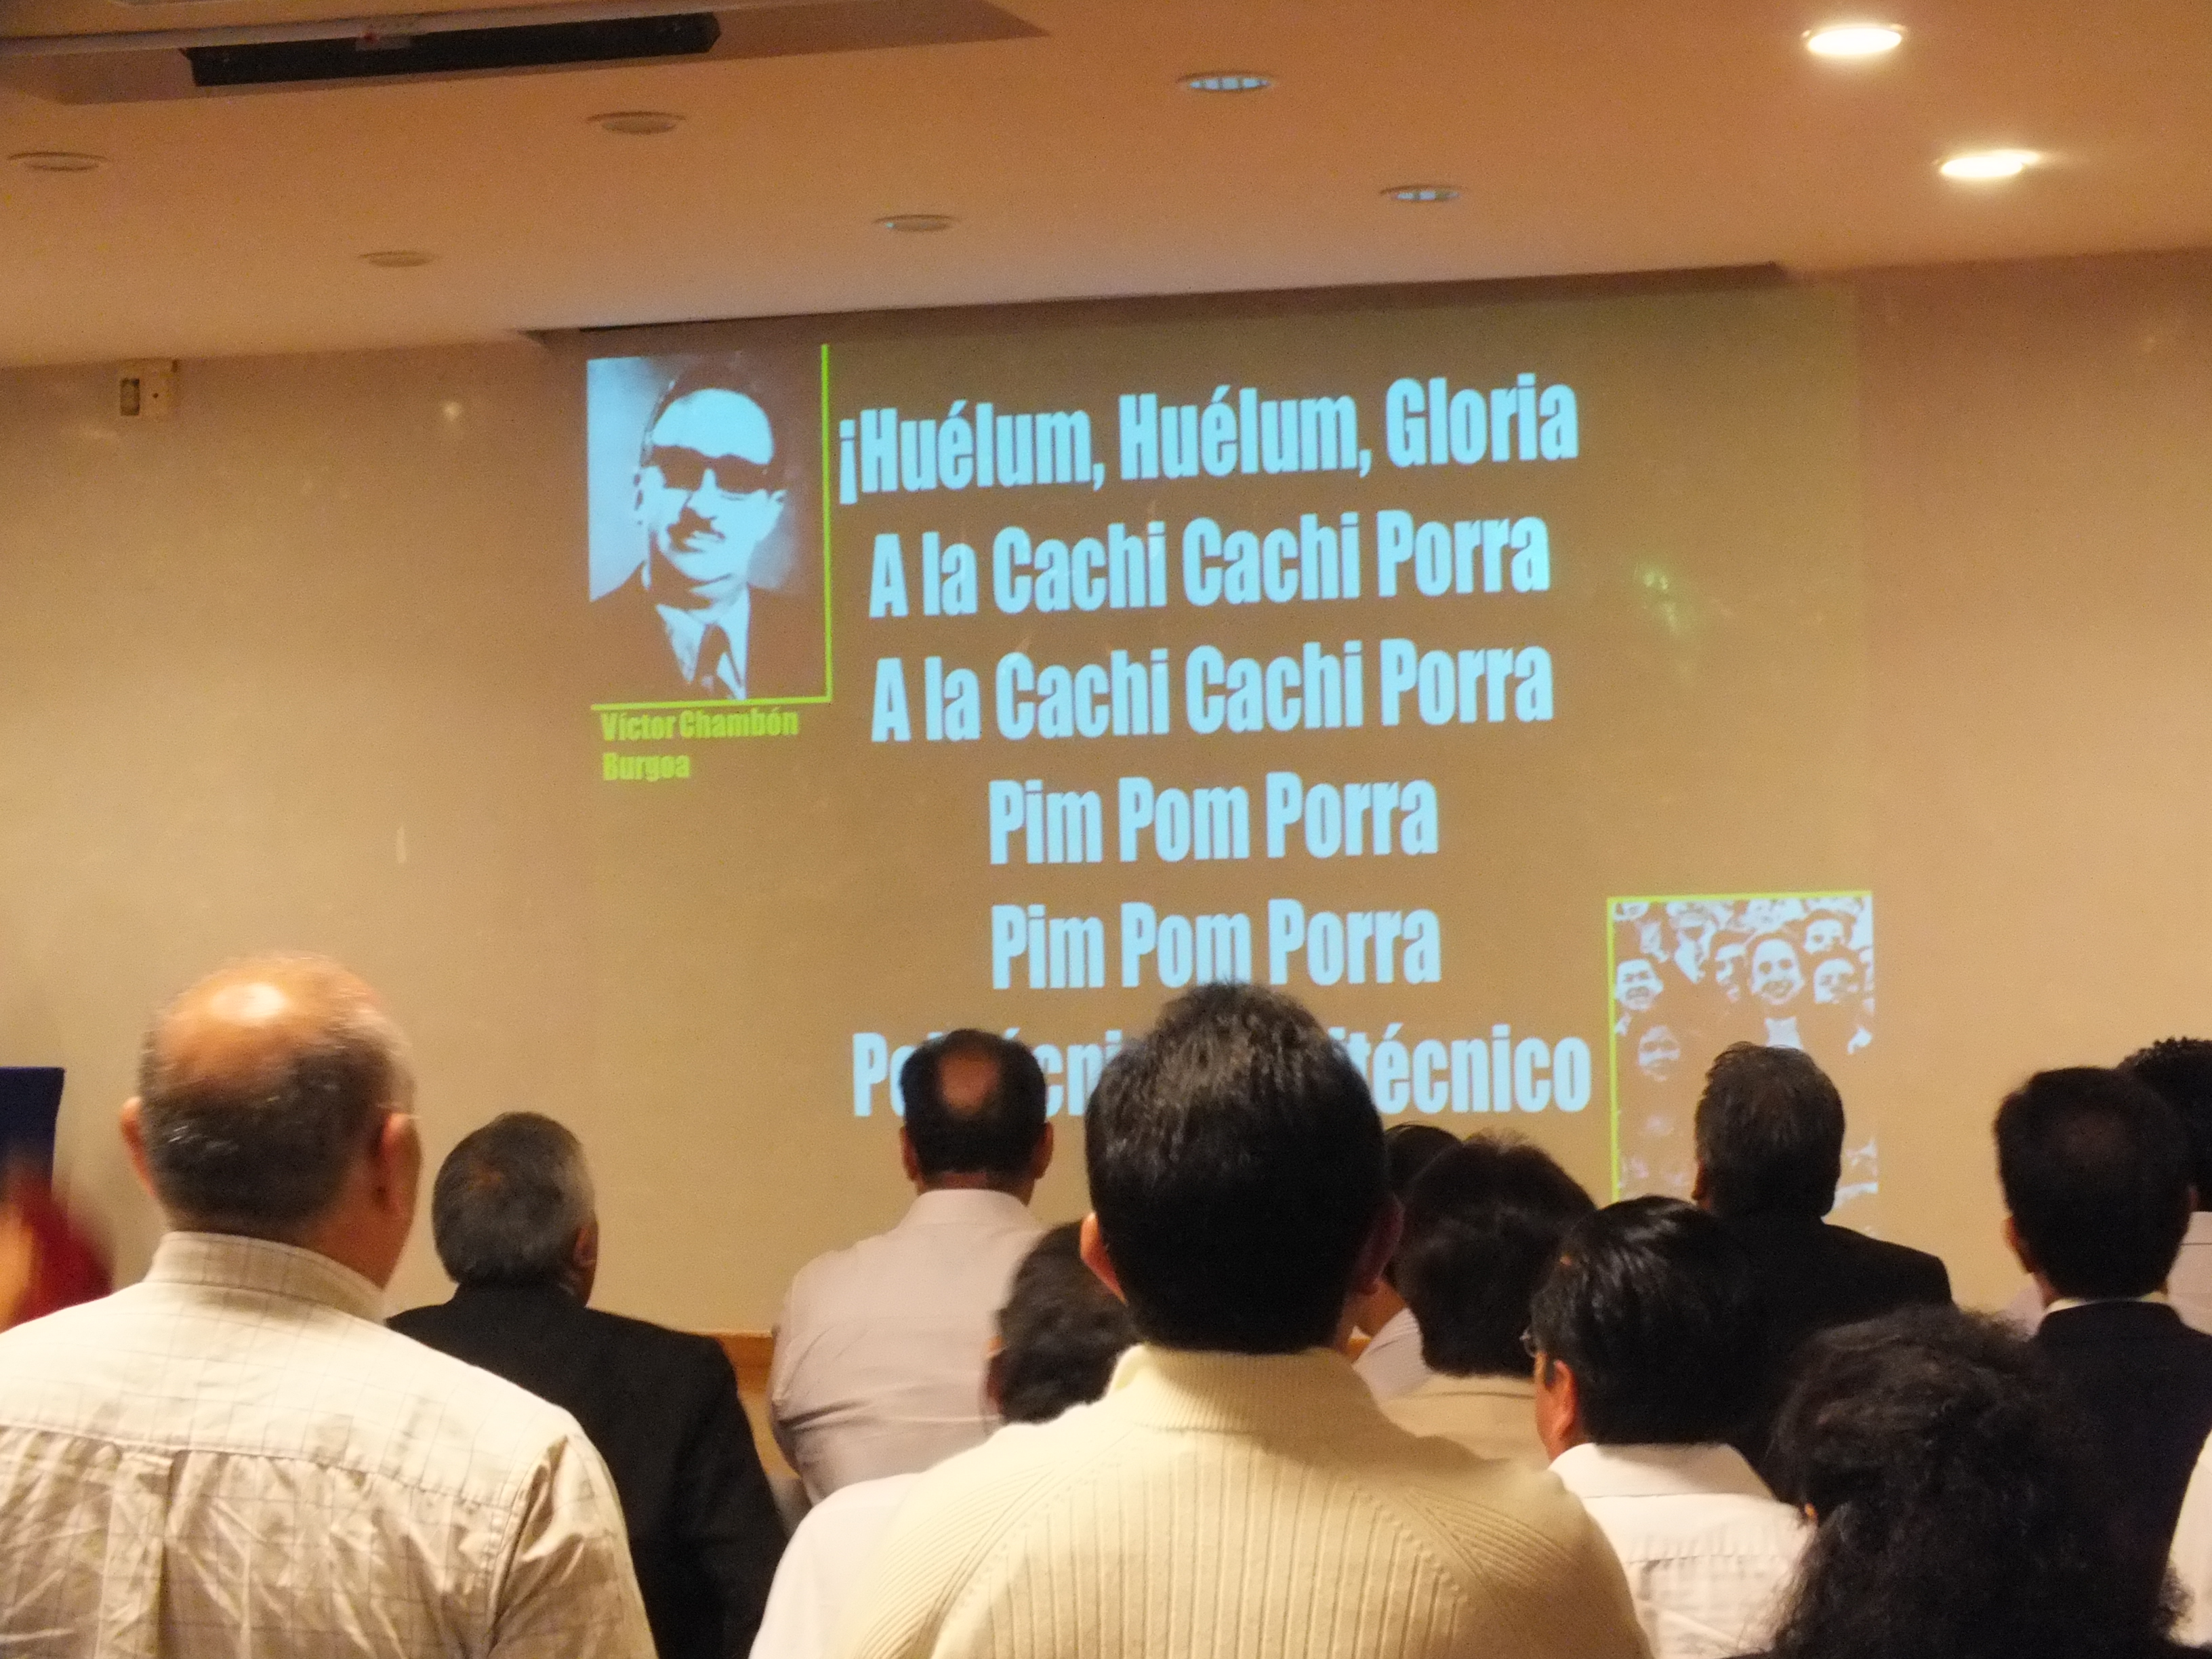 ¡Huélum, Huélum, Gloria
A la Cachi Cachi Porra
A la Cachi Cachi Porra
Pim Pom Porra
Pim Pom Porra
Víctor Chambón
Burgoa